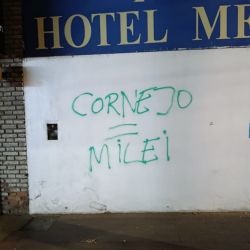 HOTEL ME
CORNEJO
=
MILEI